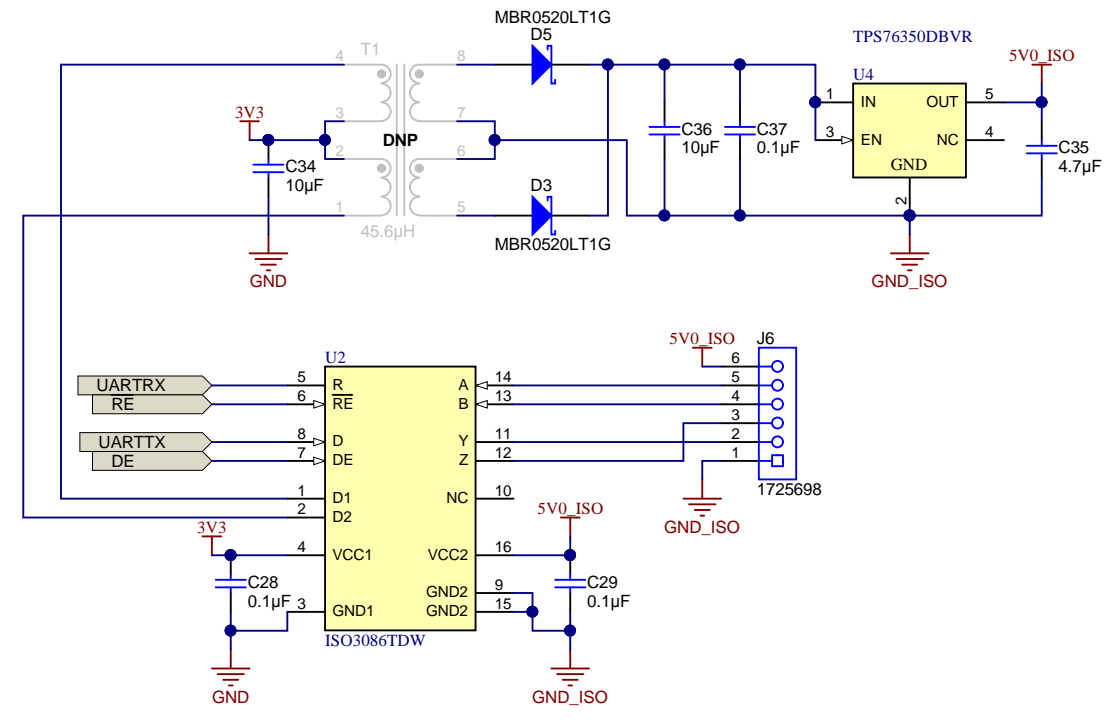 MBR0520LT1G
D5
TPS76350DBVR
T1
4
8
5V0_ISO
U4
1
IN
OUT
5
3V3
3
7
C36
10µF
C37
0.1µF
3
EN
NC
4
DNP
C34
10µF
2
6
GND
C35
4.7µF
D3
2
1
5
45.6µH
MBR0520LT1G
GND
GND_ISO
5V0_ISO
J6
U2
6
UARTRX
5
R
A
14
5
RE
6
RE
B
13
4
3
UARTTX
8
D
Y
11
2
DE
7
DE
Z
12
1
1
D1
NC
10
1725698
2
D2
5V0_ISO
GND_ISO
3V3
4
VCC1
VCC2
16
C28
0.1µF
GND2
9
C29
0.1µF
3
GND1
GND2
15
ISO3086TDW
GND
GND_ISO